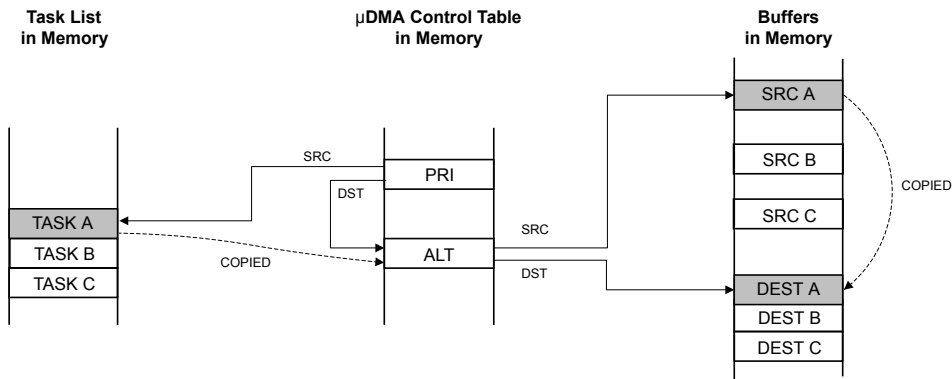 Task List
in Memory
µDMA Control Table
in Memory
Buffers
in Memory
SRC A
SRC
PRI
DST
SRC B
COPIED
TASK A
SRC C
SRC
TASK B
ALT
COPIED
DST
TASK C
DEST A
DEST B
DEST C